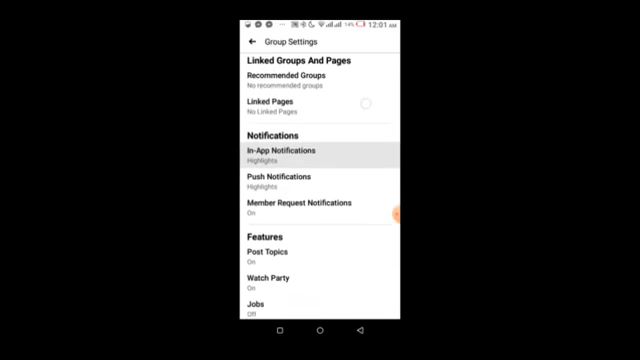 14% 12:01 AM
Group Settings
Linked Groups And Pages
Recommended Groups
No recommended groups
Linked Pages
No Linked Pages
Notifications
In-App Notifications
Highlights
Push Notifications
Highlights
Member Request Notifications
On
Features
Post Topics
On
Watch Party
On
Jobs
Off